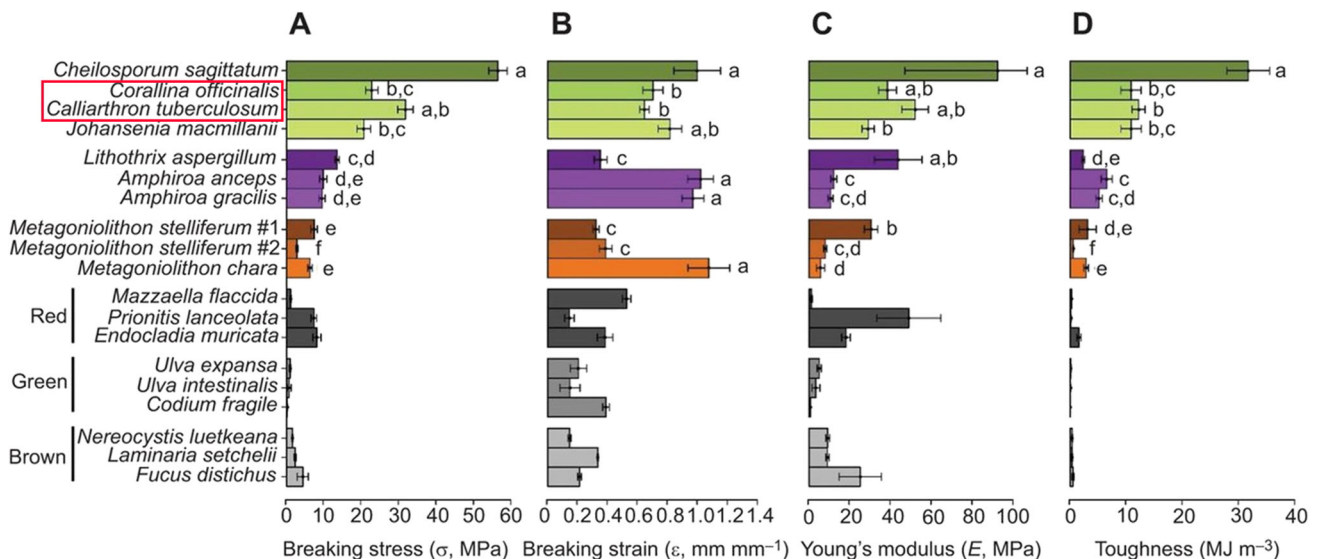 A B C D
Cheilosporum sagittatum a a a a
Corallina officinalis b,c b a,b b,c
Calliarthron tuberculosum a,b b a,b b,c
Johansenia macmillanii b,c a,b b b,c
Lithothrix aspergillum c,d c a,b d,e
Amphiroa anceps d,e a c c
Amphiroa gracilis d,e a c,d c,d
Metagoniolithon stelliferum #1 e c b d,e
Metagoniolithon stelliferum #2 f c c,d f
Metagoniolithon chara e a d e
Mazzaella flaccida
Red Prionitis lanceolata
Endocladia muricata
Ulva expansa
Green Ulva intestinalis
Codium fragile
Nereocystis luetkeana
Brown Laminaria setchelii
Fucus distichus
0 10 20 30 40 50 60 0 0.2 0.4 0.6 0.8 1.0 1.2 1.4 0 20 40 60 80 100 0 10 20 30 40
Breaking stress (σ, MPa) Breaking strain (ε, mm mm⁻¹) Young's modulus (E, MPa) Toughness (MJ m⁻³)